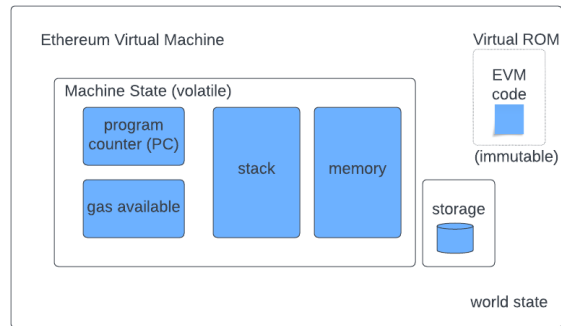 Ethereum Virtual Machine
Virtual ROM
EVM
code
(immutable)
Machine State (volatile)
program
counter (PC)
gas available
stack
memory
storage
world state